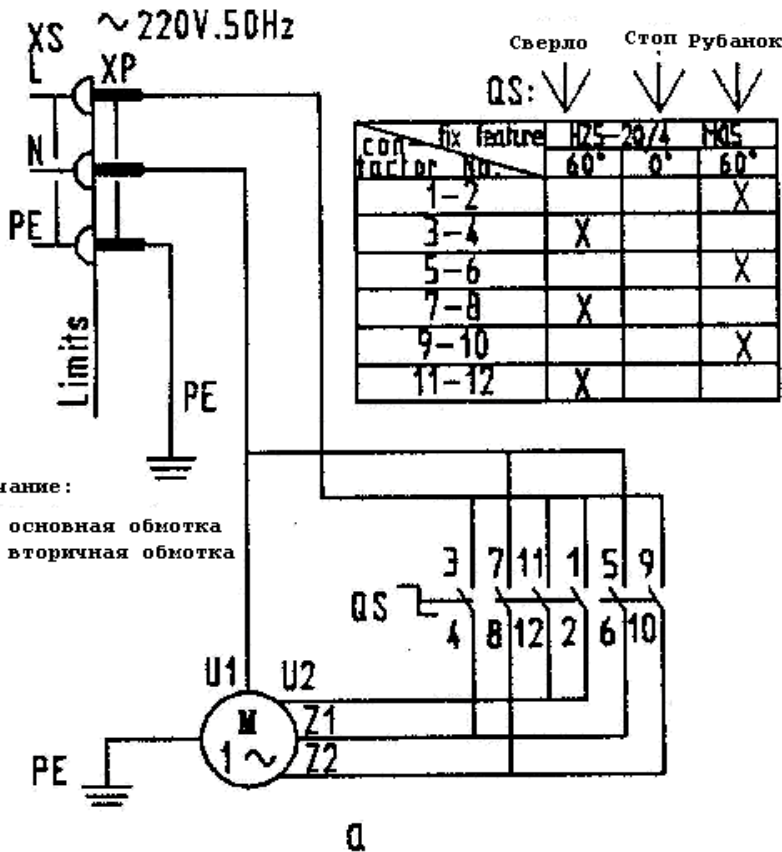 XS ~220V.50Hz
L XP
N
PE
Limits
PE
Сверло Стоп Рубанок
QS:
con-
tactor No. fix feature HZ5-20/4 M05
60° 0° 60°
1-2 X
3-4 X
5-6 X
7-8 X
9-10 X
11-12 X
чание:
основная обмотка
вторичная обмотка
3 7 11 1 5 9
QS
4 8 12 2 6 10
U1 U2
M Z1
1~ Z2
PE
a